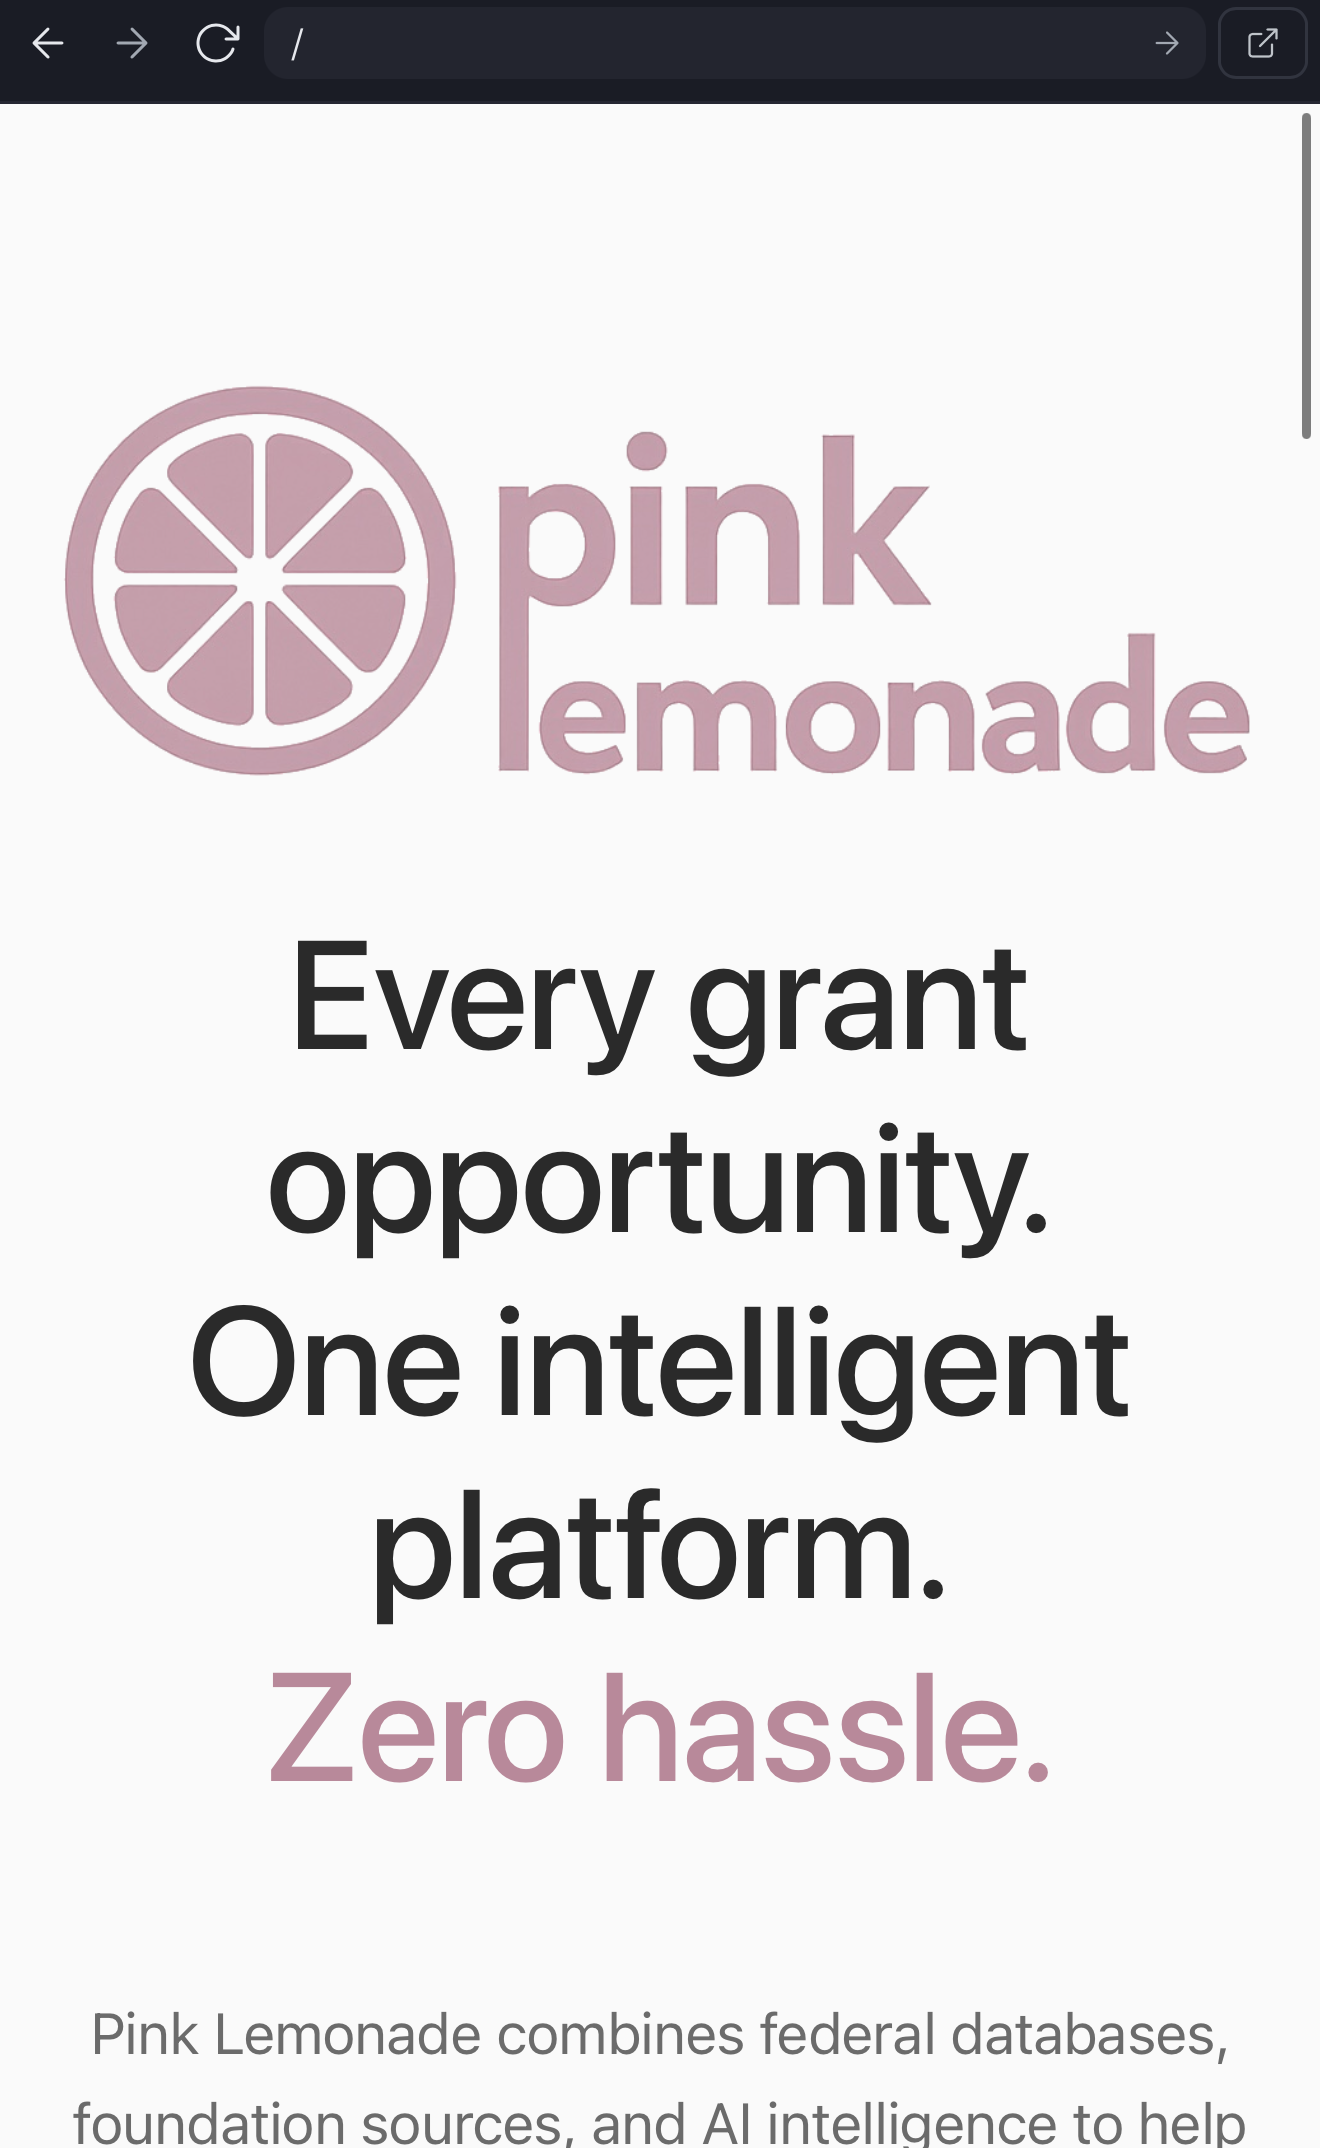 /
pink
lemonade
Every grant
opportunity.
One intelligent
platform.
Zero hassle.
Pink Lemonade combines federal databases,
foundation sources, and AI intelligence to help